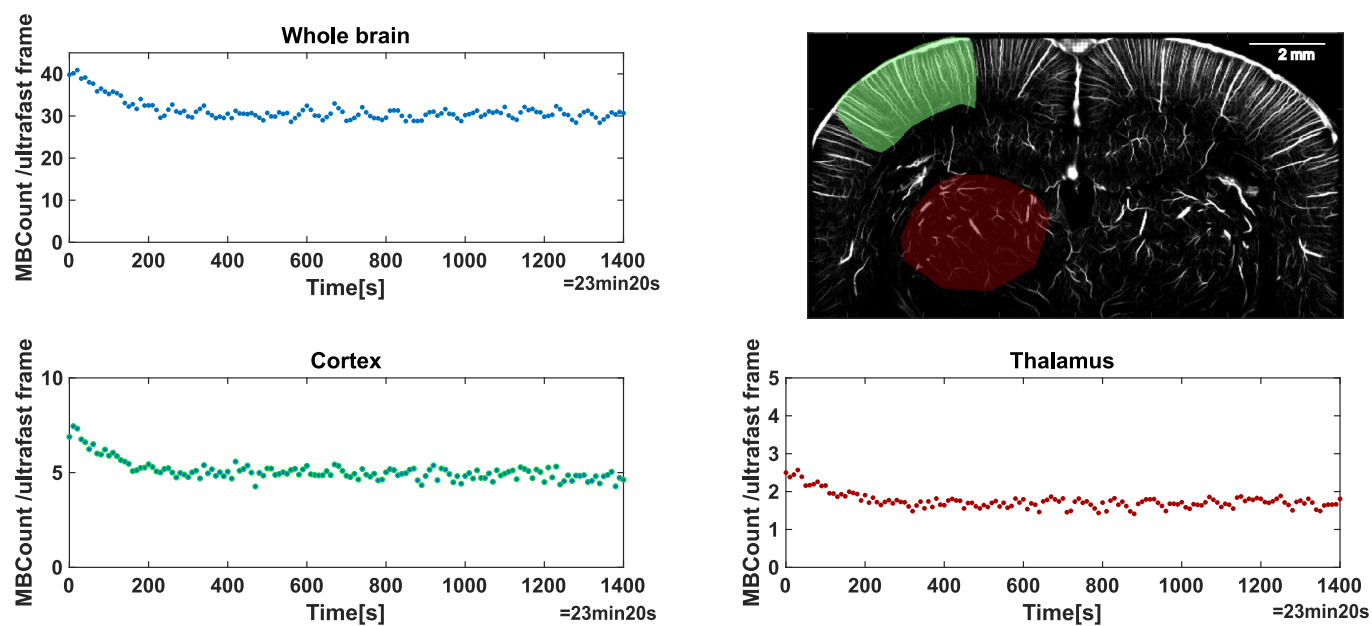 Whole brain
MBCount /ultrafast frame
40
30
20
10
0
0 200 400 600 800 1000 1200 1400
Time[s]
=23min20s
2 mm
Cortex
MBCount /ultrafast frame
10
5
0
0 200 400 600 800 1000 1200 1400
Time[s]
=23min20s
Thalamus
MBCount /ultrafast frame
5
4
3
2
1
0
0 200 400 600 800 1000 1200 1400
Time[s]
=23min20s